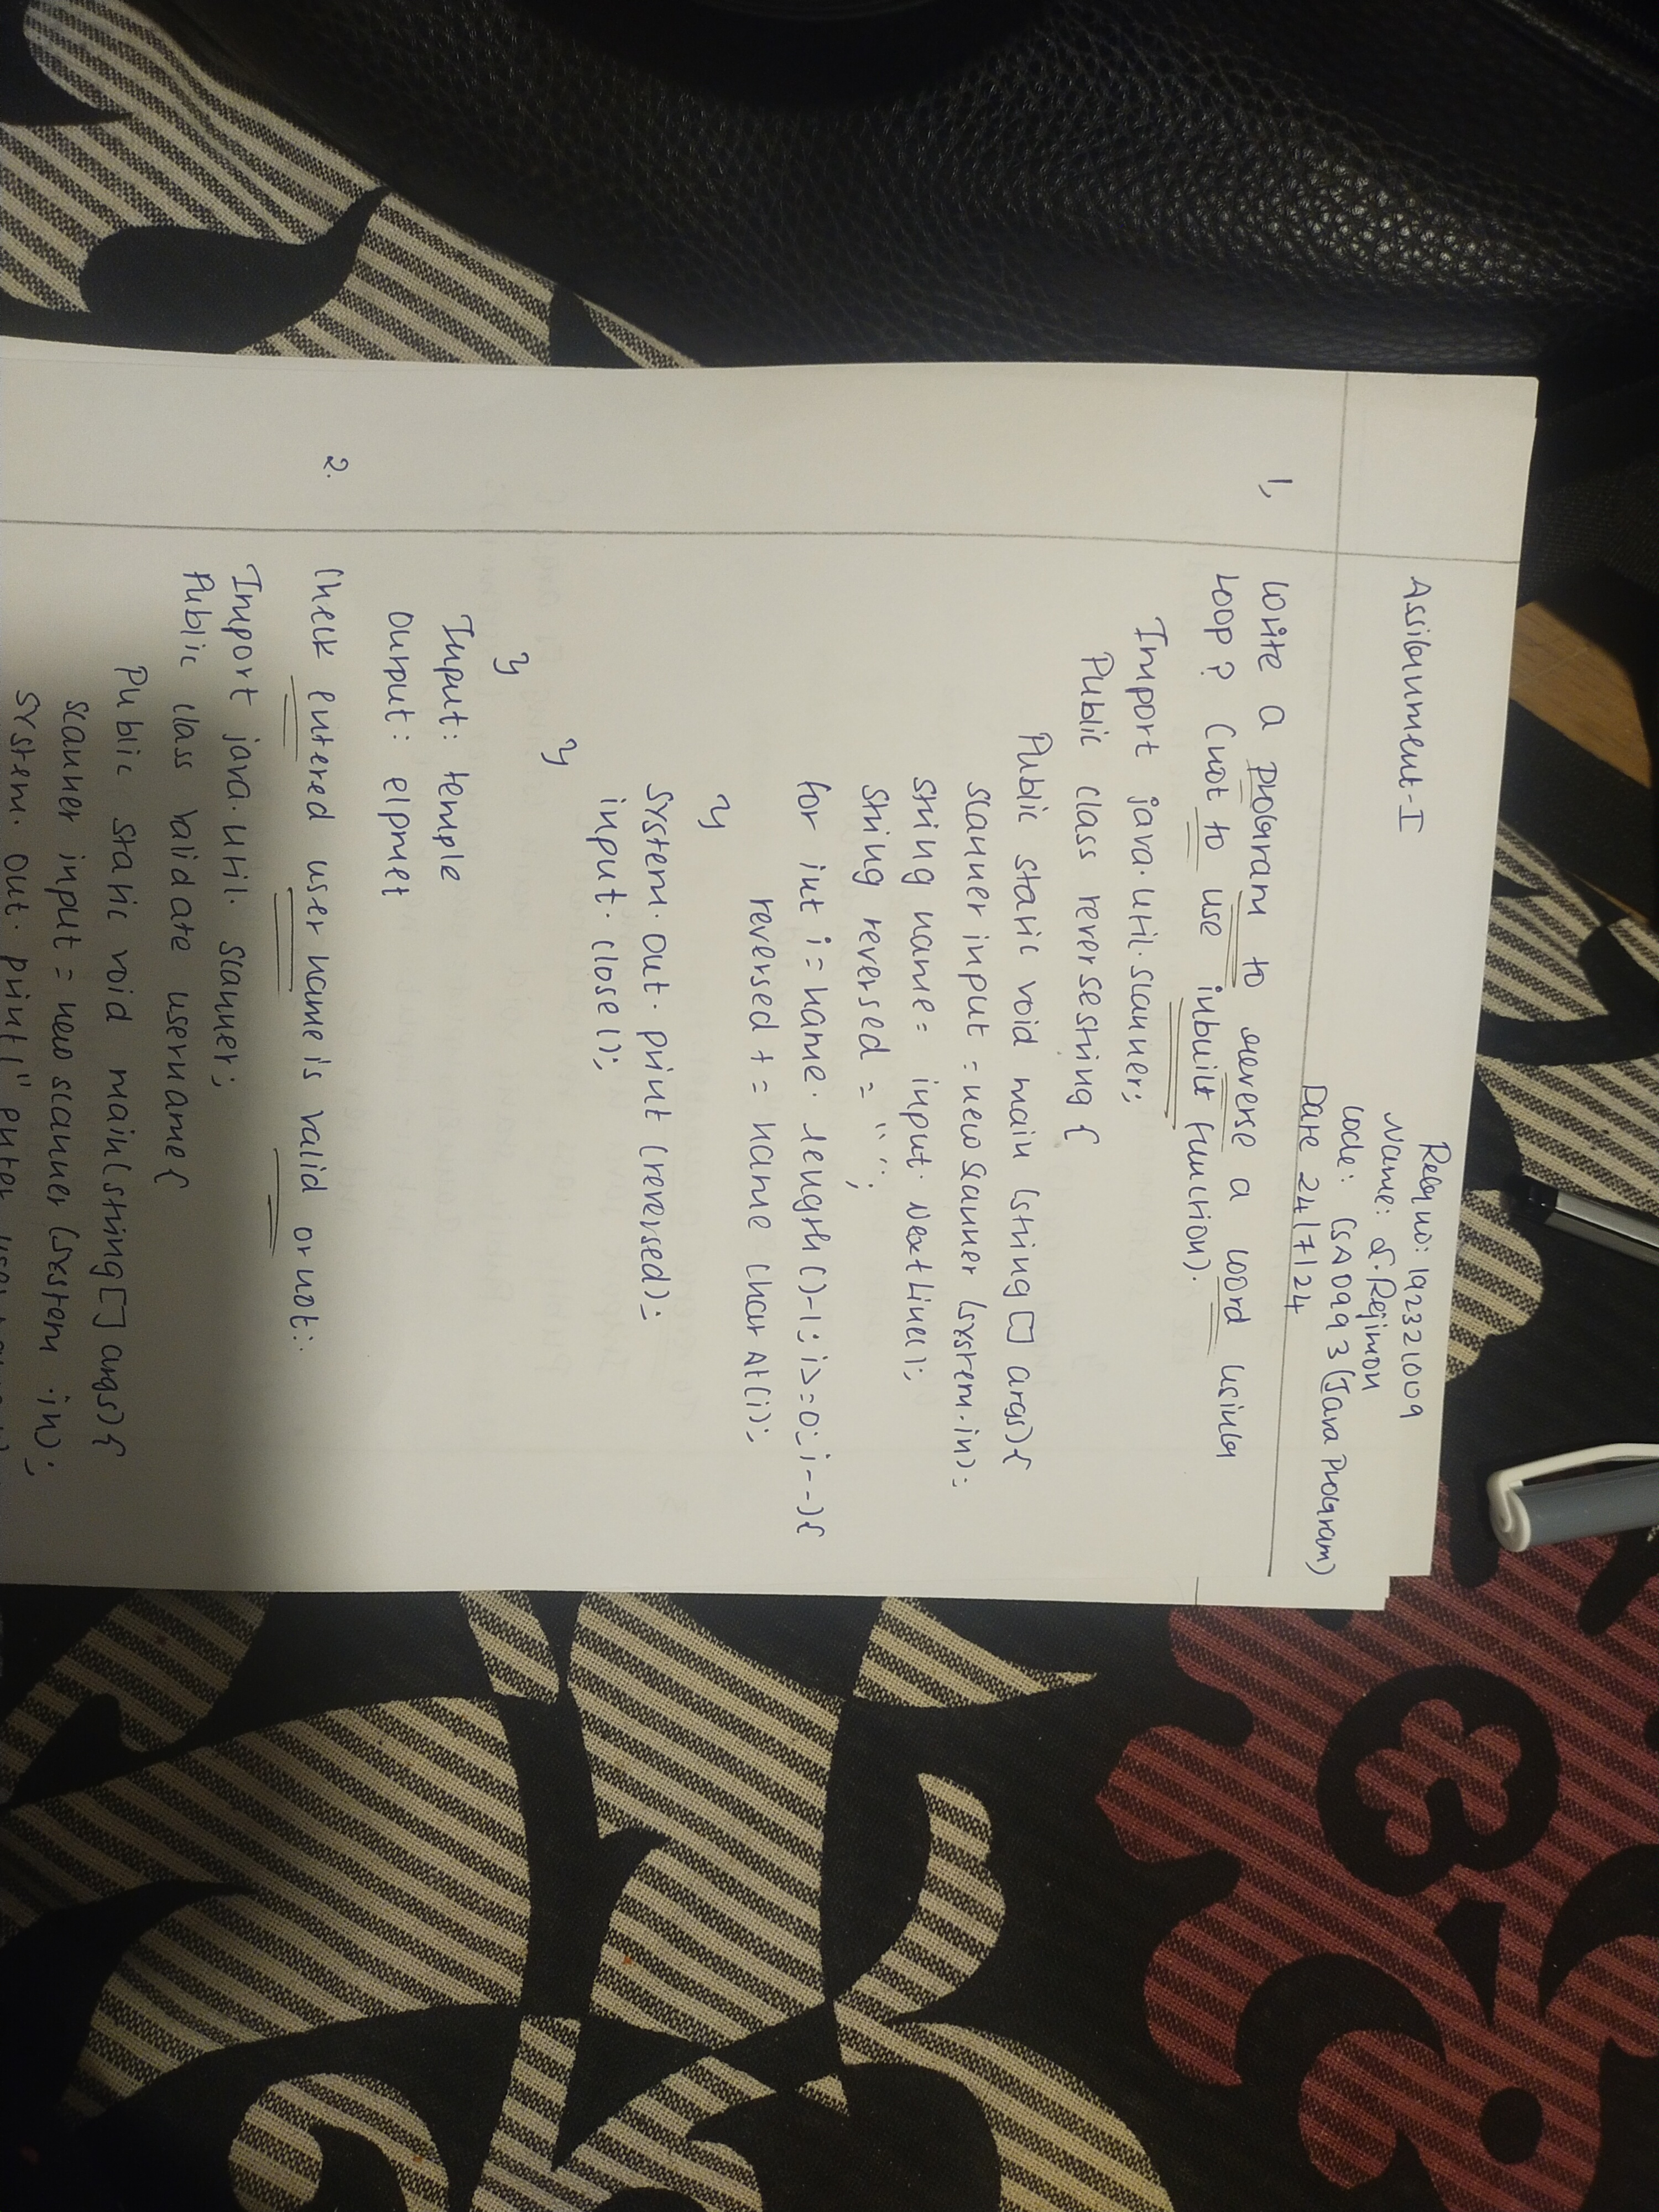 Assignment-I
Reg no: 192321009
Name: S. Rejimon
Code: CSA0993 (Java Program)
Date 24/7/24
1, Write a program to reverse a word using
Loop? (not to use inbuilt function).
Import java.util.scanner;
Public class reversestring {
Public static void main (string [] args) {
scanner input = new scanner (system.in);
string name = input. Next Line();
string reversed = " ";
for int i = name. length()-1; i>=0; i--) {
reversed + = name char At(i);
}
system. out. print (reversed);
input. close();
}
}
Input: temple
Output: elpmet
2. Check entered user name is valid or not:
Import java.util. scanner;
Public class validate username {
Public static void main(string [] args) {
scanner input = new scanner (system. in);
system. out. print(" enter